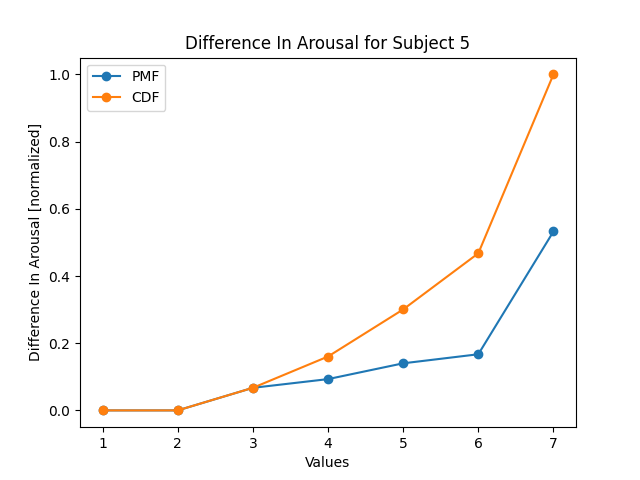 Difference In Arousal for Subject 5
PMF
CDF
1.0
0.8
0.6
0.4
0.2
0.0
Difference In Arousal [normalized]
1 2 3 4 5 6 7
Values